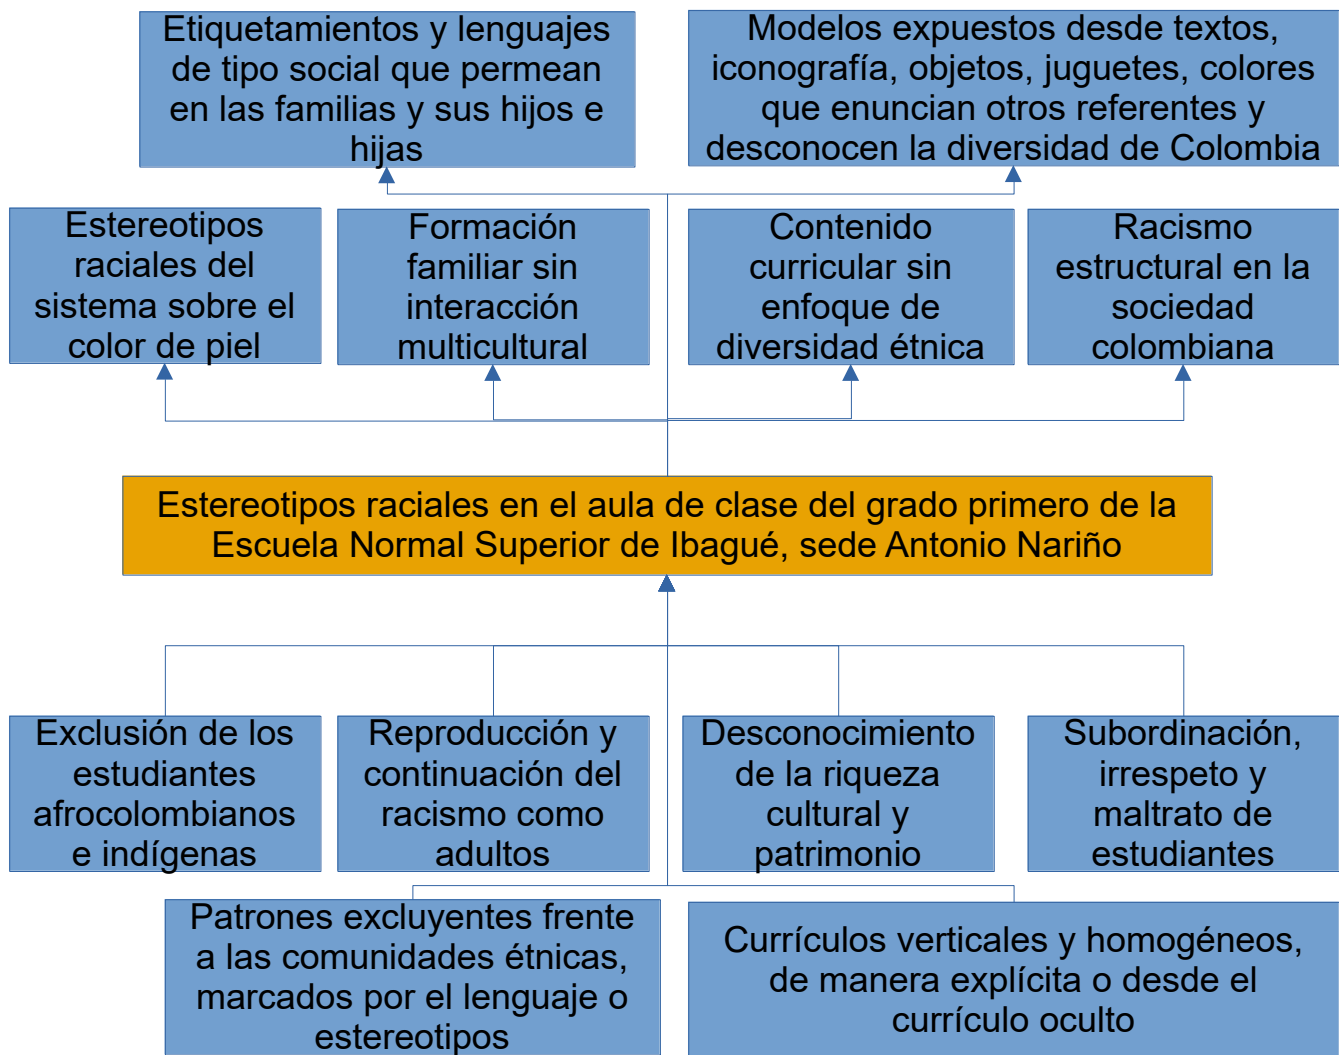 Etiquetamientos y lenguajes
de tipo social que permean
en las familias y sus hijos e
hijas
Modelos expuestos desde textos,
iconografía, objetos, juguetes, colores
que enuncian otros referentes y
desconocen la diversidad de Colombia
Estereotipos
raciales del
sistema sobre el
color de piel
Formación
familiar sin
interacción
multicultural
Contenido
curricular sin
enfoque de
diversidad étnica
Racismo
estructural en la
sociedad
colombiana
Estereotipos raciales en el aula de clase del grado primero de la
Escuela Normal Superior de Ibagué, sede Antonio Nariño
Exclusión de los
estudiantes
afrocolombianos
e indígenas
Reproducción y
continuación del
racismo como
adultos
Desconocimiento
de la riqueza
cultural y
patrimonio
Subordinación,
irrespeto y
maltrato de
estudiantes
Patrones excluyentes frente
a las comunidades étnicas,
marcados por el lenguaje o
estereotipos
Currículos verticales y homogéneos,
de manera explícita o desde el
currículo oculto